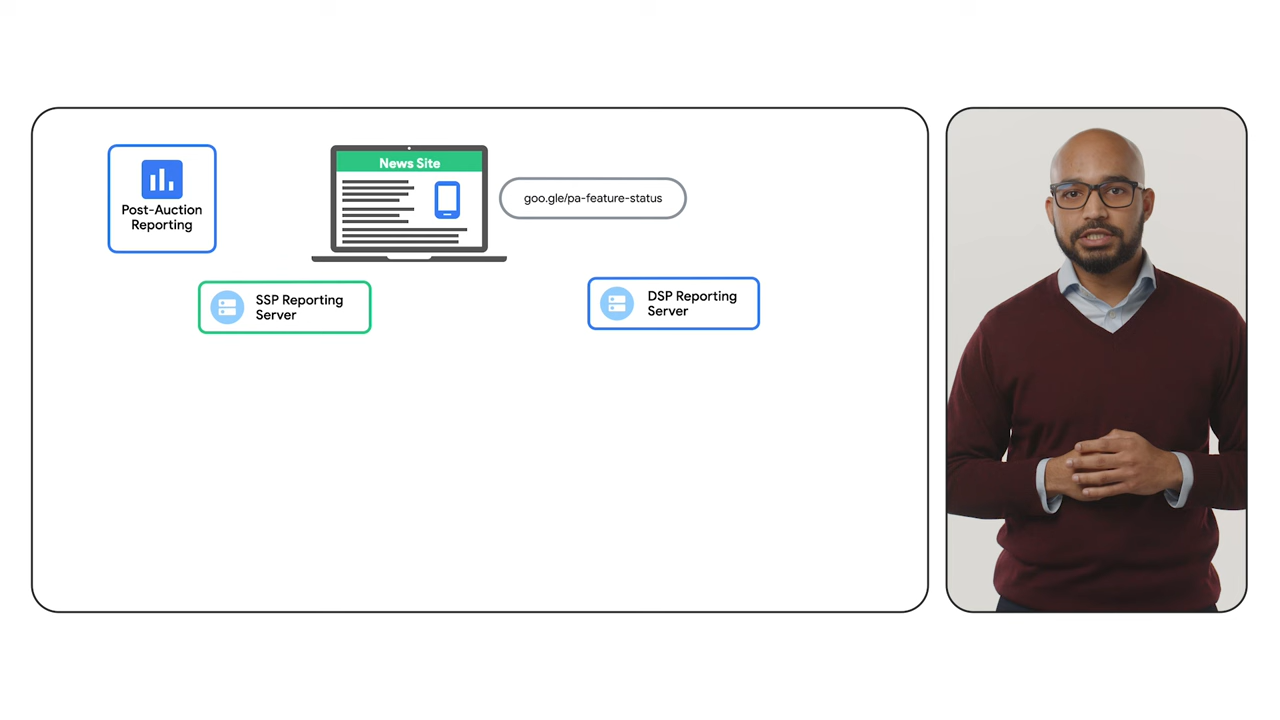 Post-Auction
Reporting
News Site
goo.gle/pa-feature-status
SSP Reporting
Server
DSP Reporting
Server